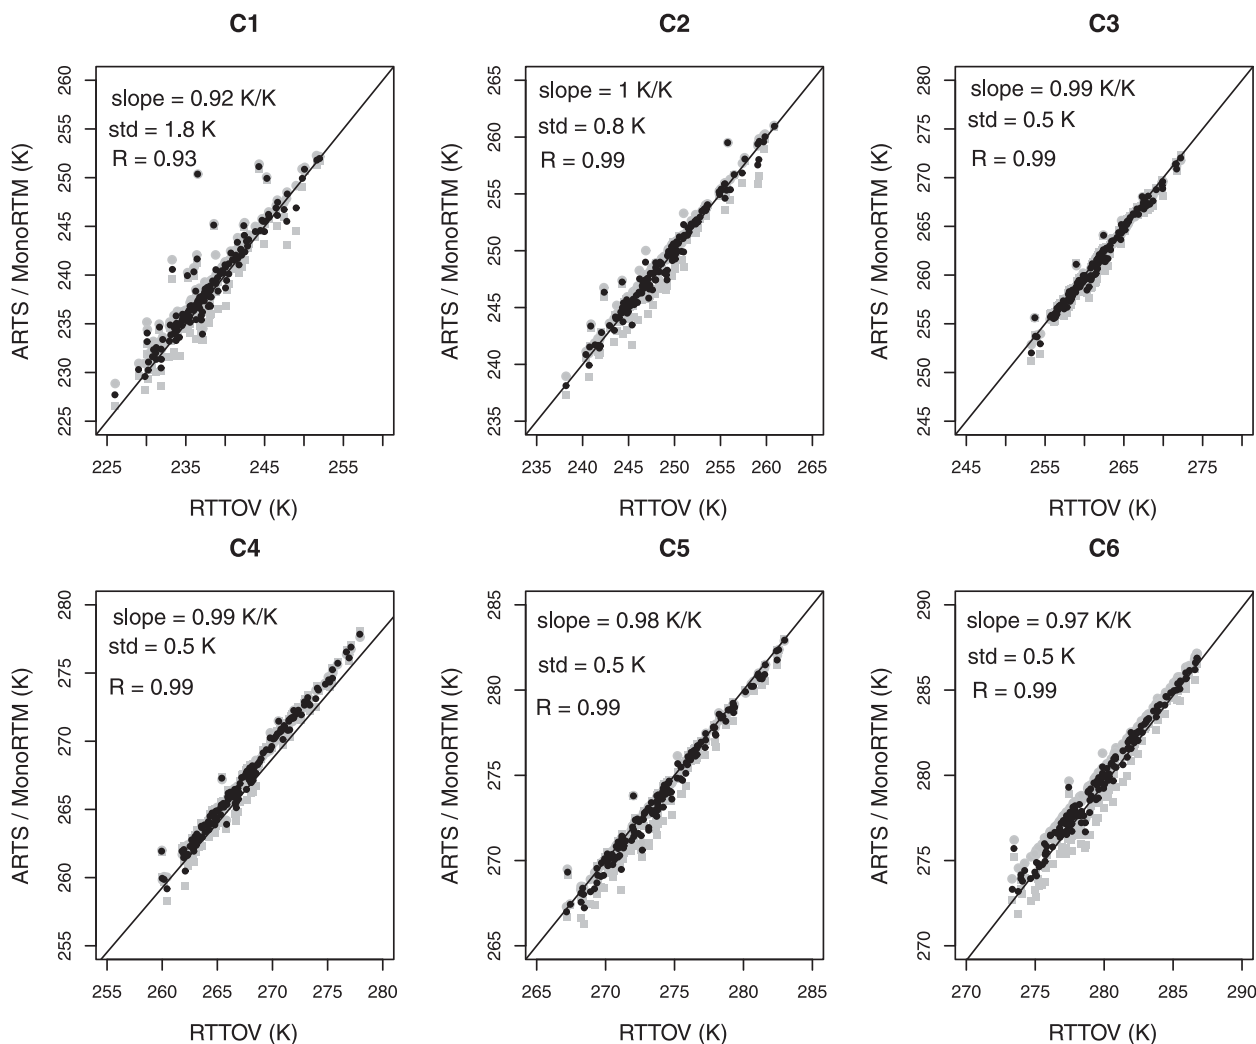 C1
slope = 0.92 K/K
std = 1.8 K
R = 0.93
260
255
250
245
240
235
230
225
ARTS / MonoRTM (K)
225 235 245 255
RTTOV (K)
C2
slope = 1 K/K
std = 0.8 K
R = 0.99
265
260
255
250
245
240
235
ARTS / MonoRTM (K)
235 240 245 250 255 260 265
RTTOV (K)
C3
slope = 0.99 K/K
std = 0.5 K
R = 0.99
280
275
270
265
260
255
250
245
ARTS / MonoRTM (K)
245 255 265 275
RTTOV (K)
C4
slope = 0.99 K/K
std = 0.5 K
R = 0.99
280
275
270
265
260
255
ARTS / MonoRTM (K)
255 260 265 270 275 280
RTTOV (K)
C5
slope = 0.98 K/K
std = 0.5 K
R = 0.99
285
280
275
270
265
ARTS / MonoRTM (K)
265 270 275 280 285
RTTOV (K)
C6
slope = 0.97 K/K
std = 0.5 K
R = 0.99
290
285
280
275
270
ARTS / MonoRTM (K)
270 275 280 285 290
RTTOV (K)